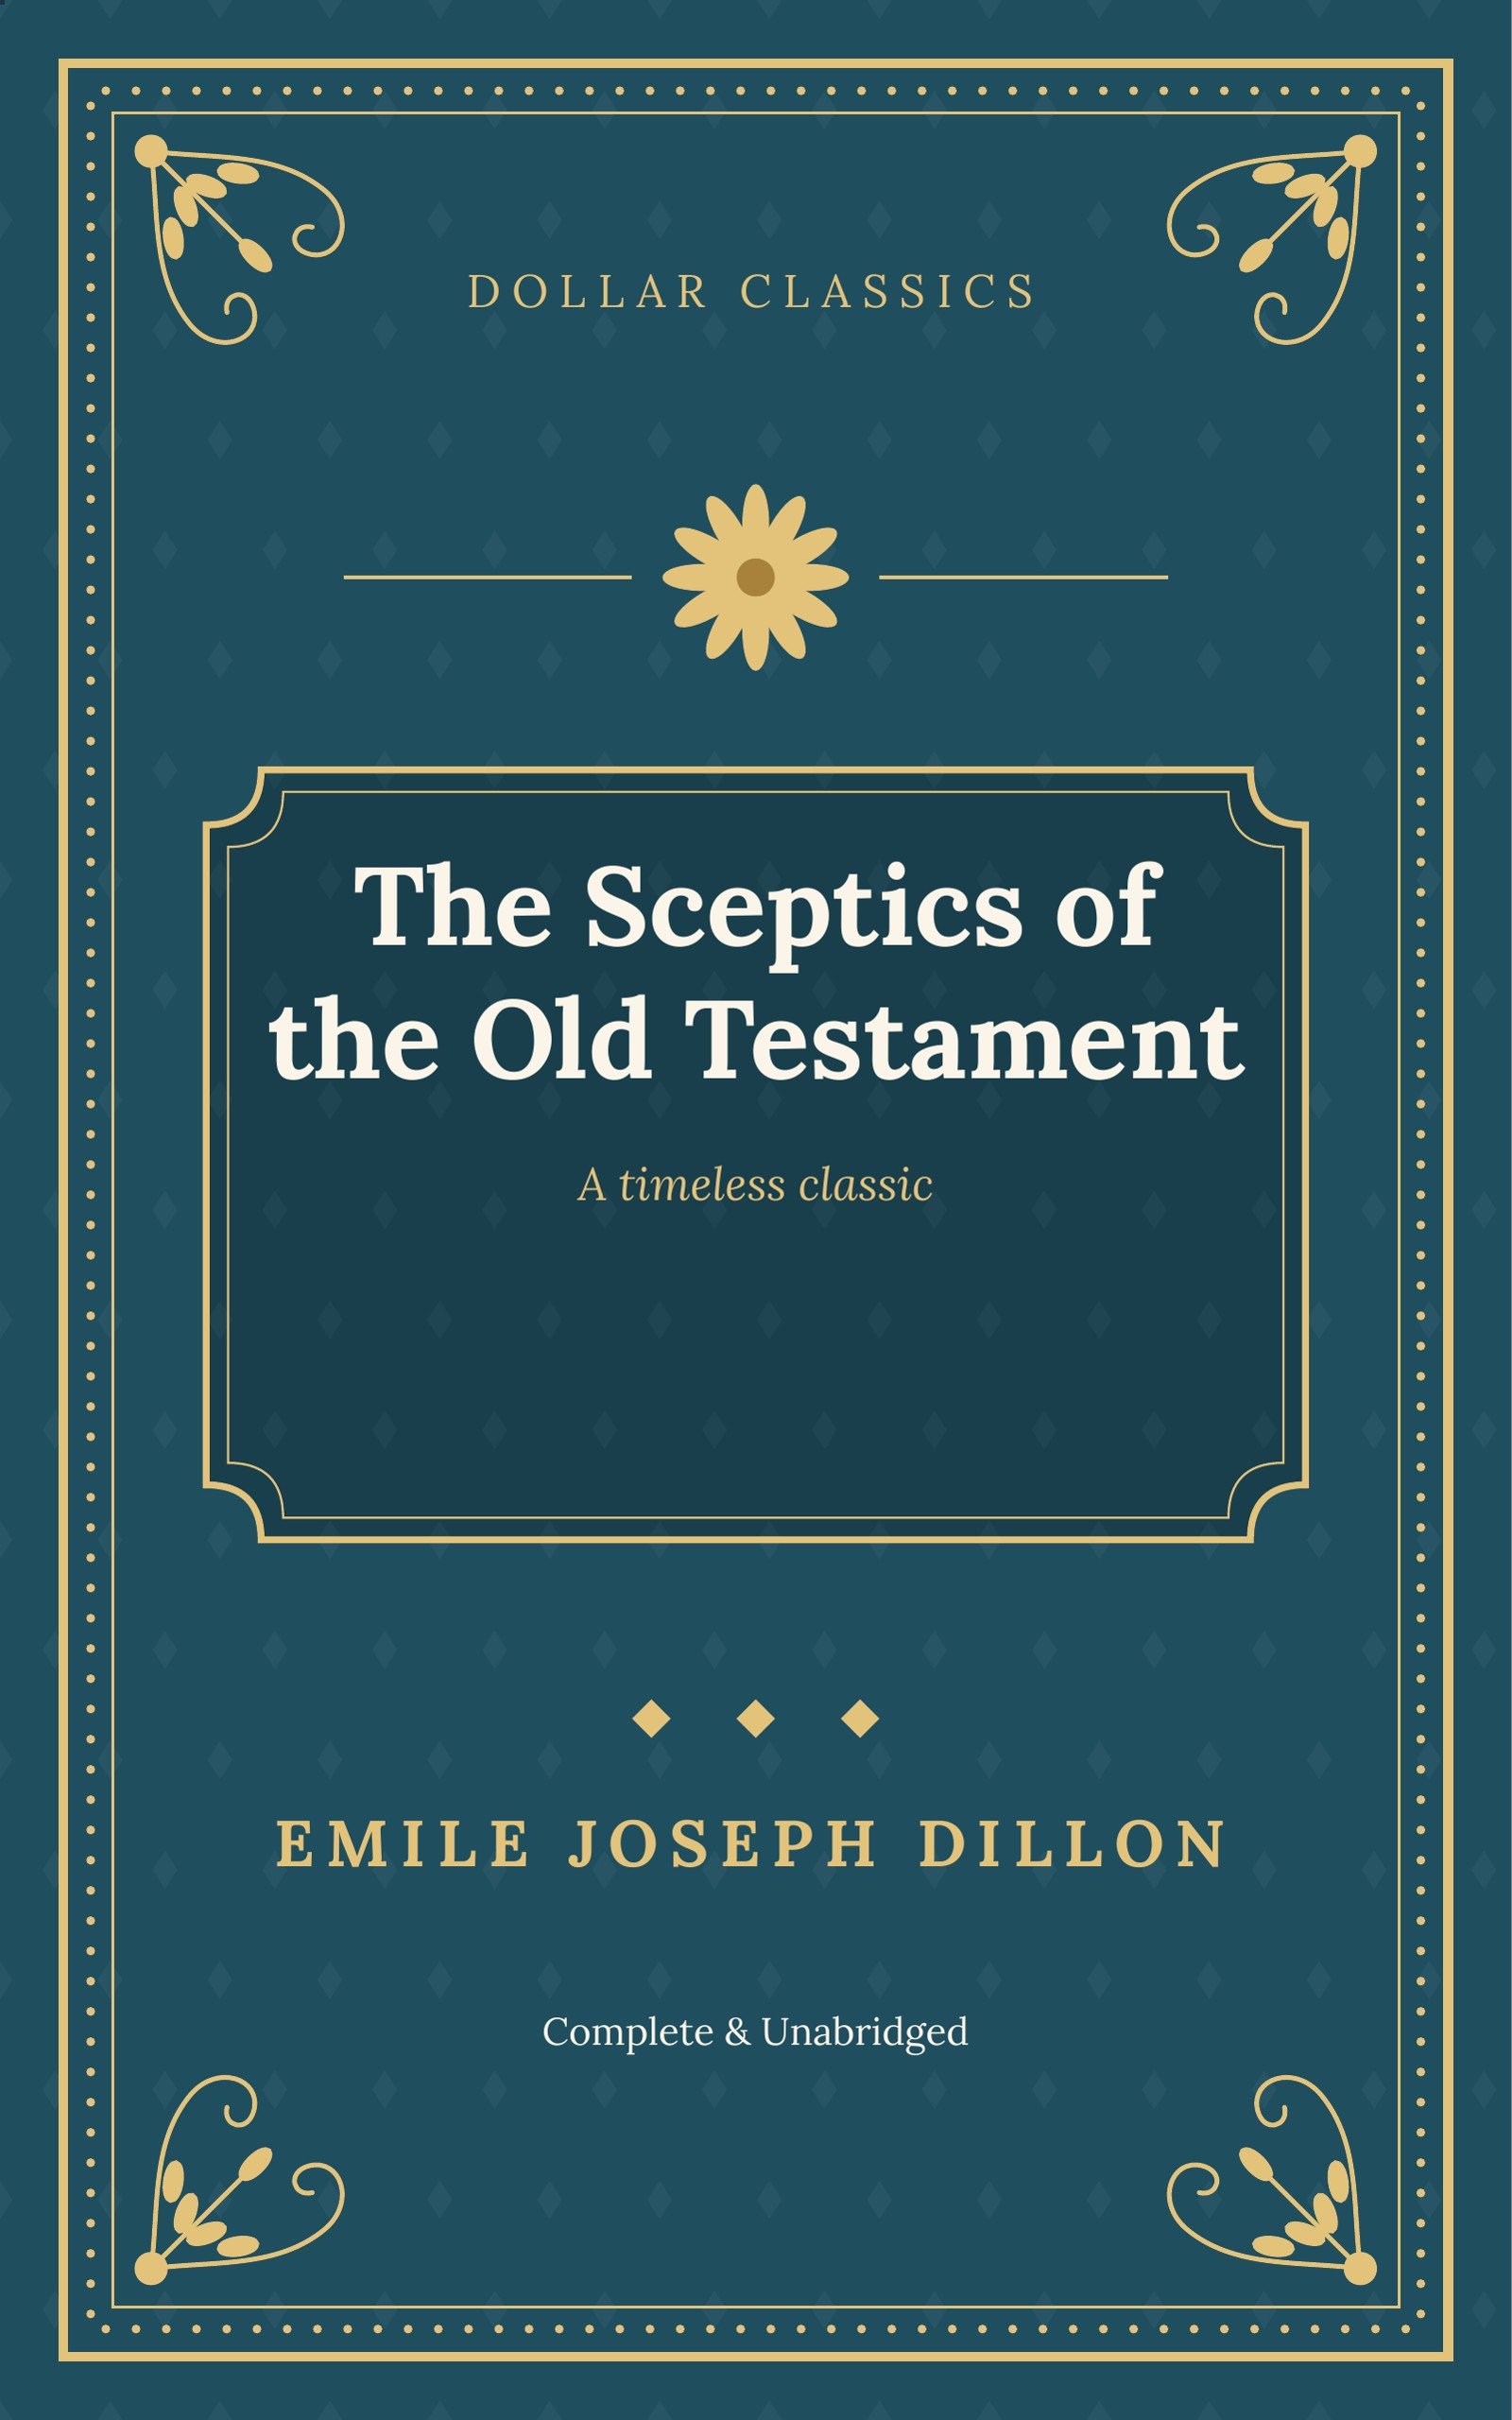 DOLLAR CLASSICS
The Sceptics of
the Old Testament
A timeless classic
EMILE JOSEPH DILLON
Complete & Unabridged